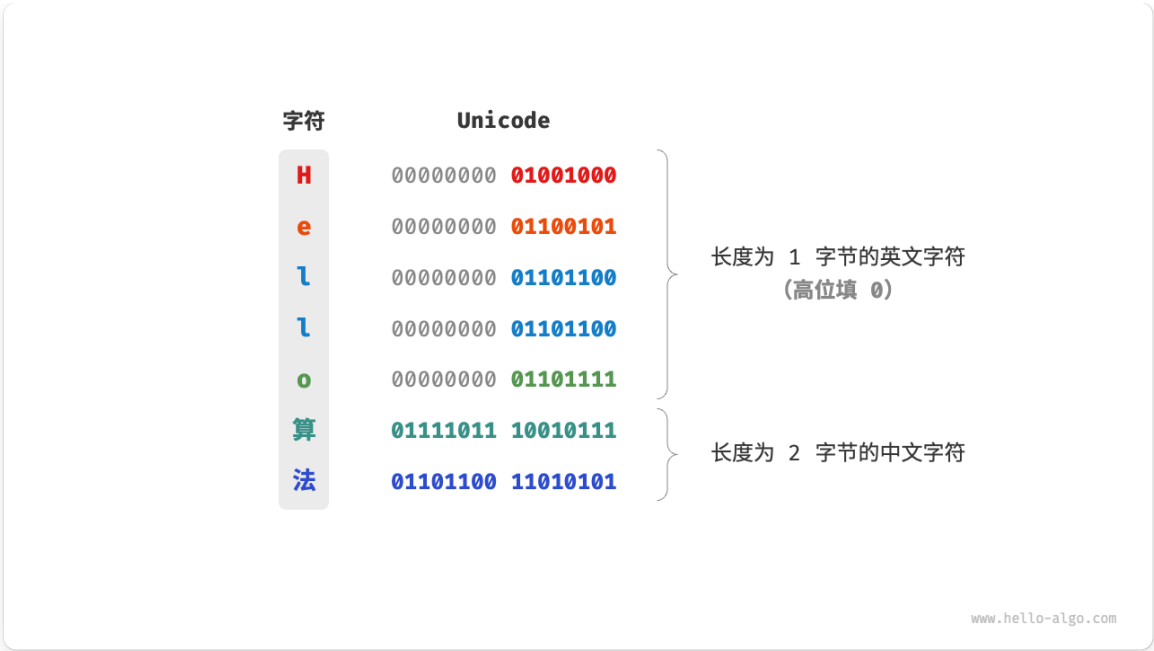 字符 Unicode
H 00000000 01001000
e 00000000 01100101
l 00000000 01101100
l 00000000 01101100
o 00000000 01101111
算 01111011 10010111
法 01101100 11010101
长度为 1 字节的英文字符
(高位填 0)
长度为 2 字节的中文字符
www.hello-algo.com